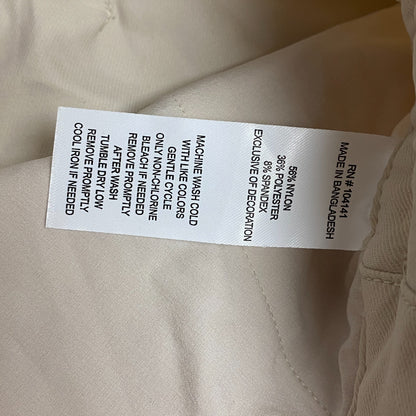 RN # 104141
MADE IN BANGLADESH
56% NYLON
36% POLYESTER
8% SPANDEX
EXCLUSIVE OF DECORATION
MACHINE WASH COLD
WITH LIKE COLORS
GENTLE CYCLE
ONLY NON-CHLORINE
BLEACH IF NEEDED
REMOVE PROMPTLY
AFTER WASH
TUMBLE DRY LOW
REMOVE PROMPTLY
COOL IRON IF NEEDED